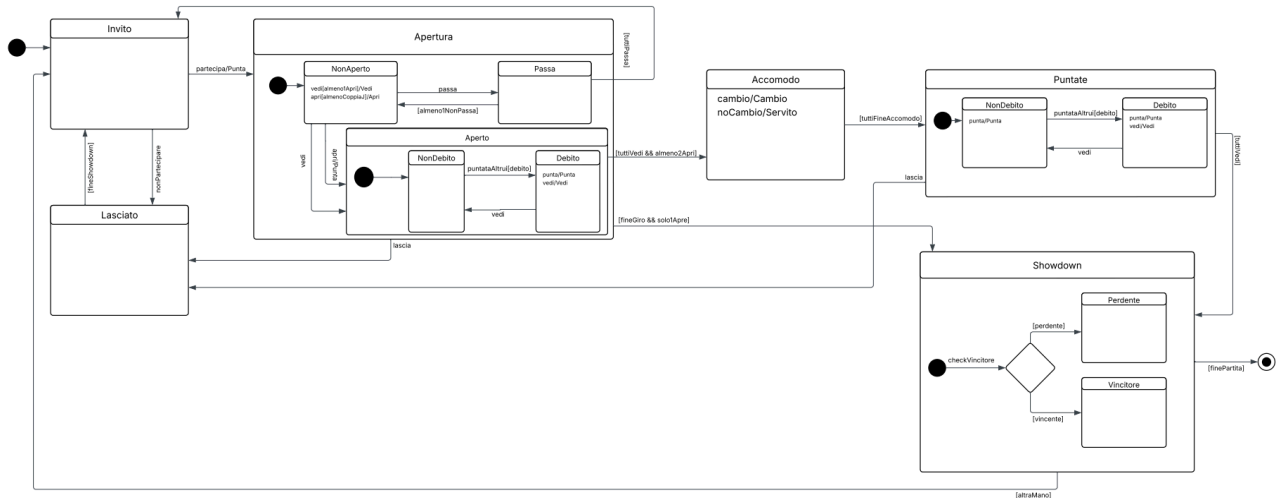 Invito
partecipa/Punta
[fineShowdown]
nonPartecipare
Lasciato
Apertura
[tuttiPassa]
NonAperto
vedi[almeno1Apri]/Vedi
apri[almenoCoppiaJ]/Apri
passa
[almeno1NonPassa]
Passa
vedi
apri/Punta
Aperto
NonDebito
puntataAltrui[debito]
vedi
Debito
punta/Punta
vedi/Vedi
lascia
[tuttiVedi && almeno2Apri]
[fineGiro && solo1Apre]
Accomodo
cambio/Cambio
noCambio/Servito
[tuttiFineAccomodo]
Puntate
NonDebito
punta/Punta
puntataAltrui[debito]
vedi
Debito
punta/Punta
vedi/Vedi
lascia
[tuttiVedi]
Showdown
checkVincitore
[perdente]
Perdente
[vincente]
Vincitore
[finePartita]
[altraMano]